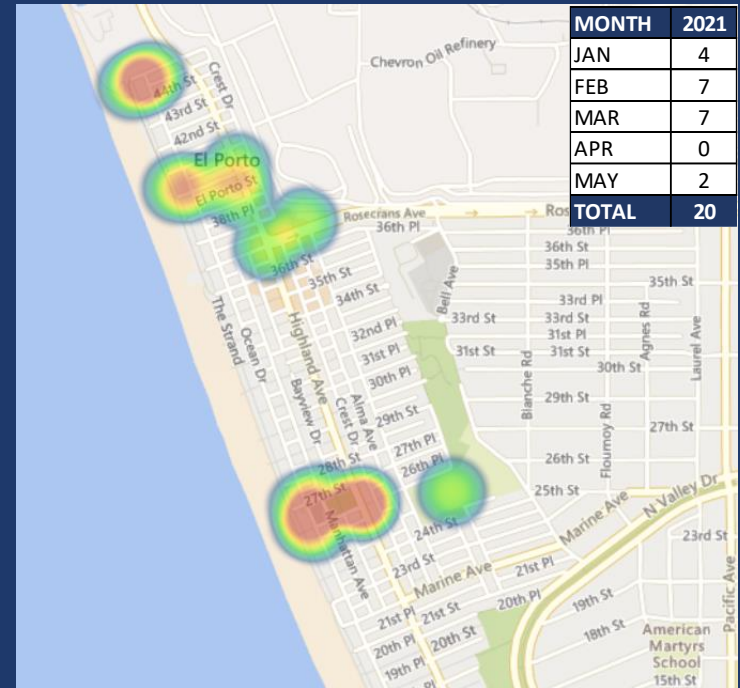 MONTH 2021
JAN 4
FEB 7
MAR 7
APR 0
MAY 2
TOTAL 20
Chevron Oil Refinery
Crest Dr
44th St
43rd St
42nd St
El Porto
El Porto St
38th Pl
Rosecrans Ave
Ros
36th Pl
36th Pl
36th St
36th St
35th Pl
35th St
35th St
34th St
Bell Ave
33rd Pl
33rd St
33rd St
32nd Pl
31st Pl
31st Pl
31st St
31st St
30th St
30th Pl
Agnes Rd
Laurel Ave
The Strand
Ocean Dr
Highland Ave
Bayview Dr
Crest Dr
Alma Ave
Blanche Rd
Flournoy Rd
29th St
29th St
28th St
27th Pl
27th St
27th St
26th Pl
26th St
25th St
24th St
Manhattan Ave
23rd St
23rd St
Marine Ave
Marine Ave
N Valley Dr
Pacific Ave
21st Pl
21st Pl
21st St
20th Pl
20th Pl
20th St
19th St
19th Pl
18th St
American
Martyrs
School
15th St
Pl